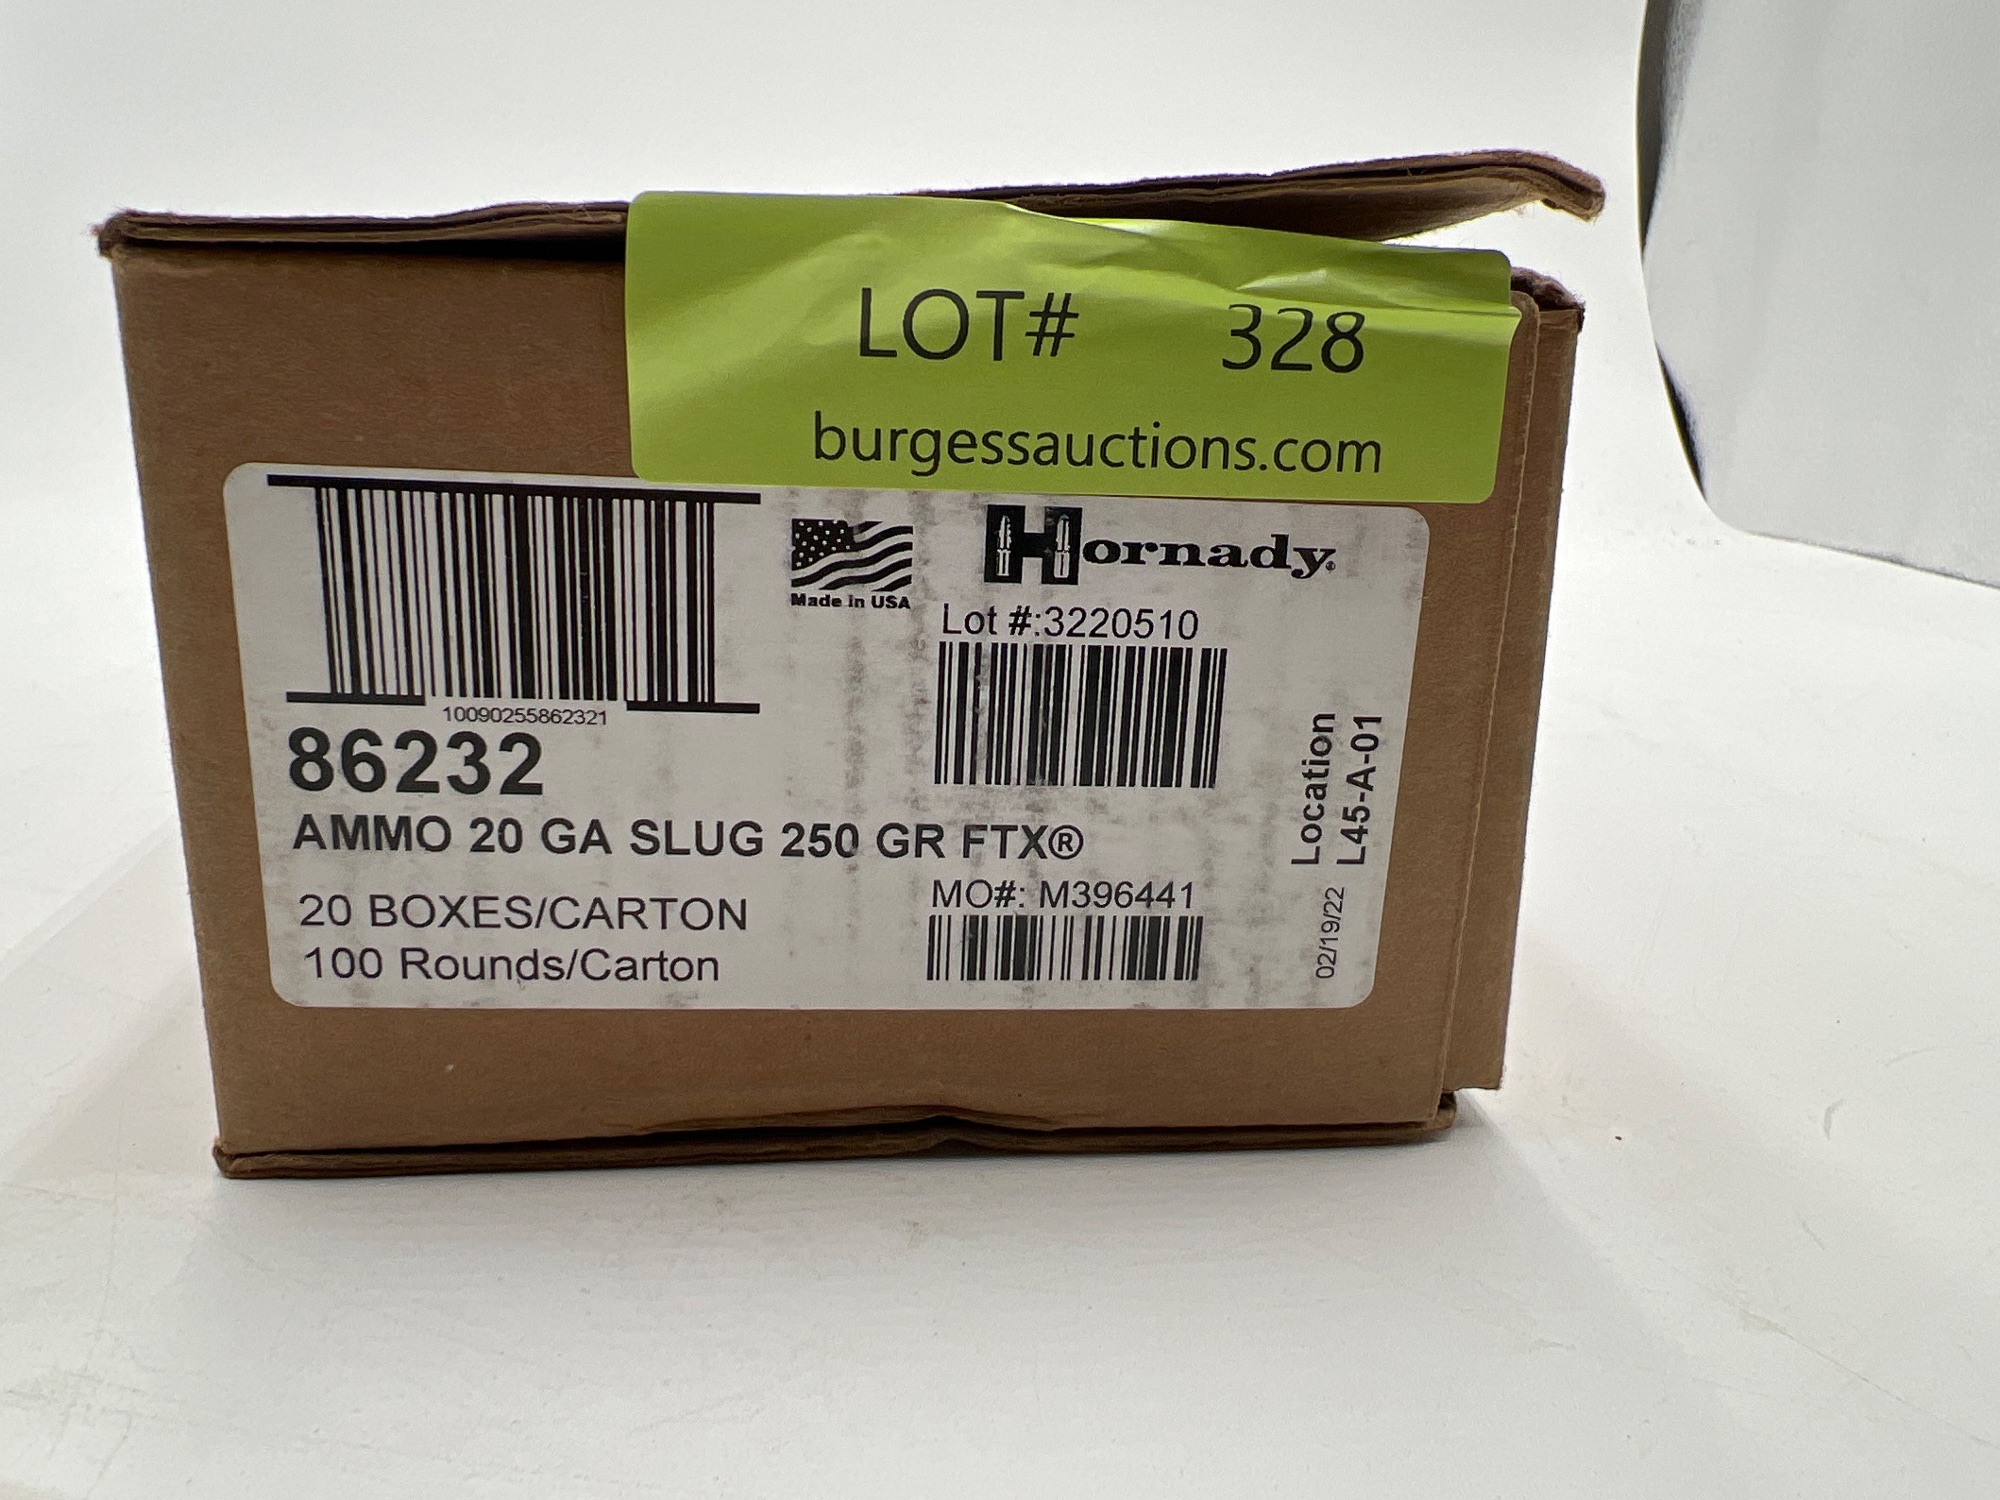 LOT# 328
burgessauctions.com
Made in USA
Hornady®
Lot #:3220510
10090255862321
86232
AMMO 20 GA SLUG 250 GR FTX®
20 BOXES/CARTON
100 Rounds/Carton
MO#: M396441
Location
L45-A-01
02/19/22